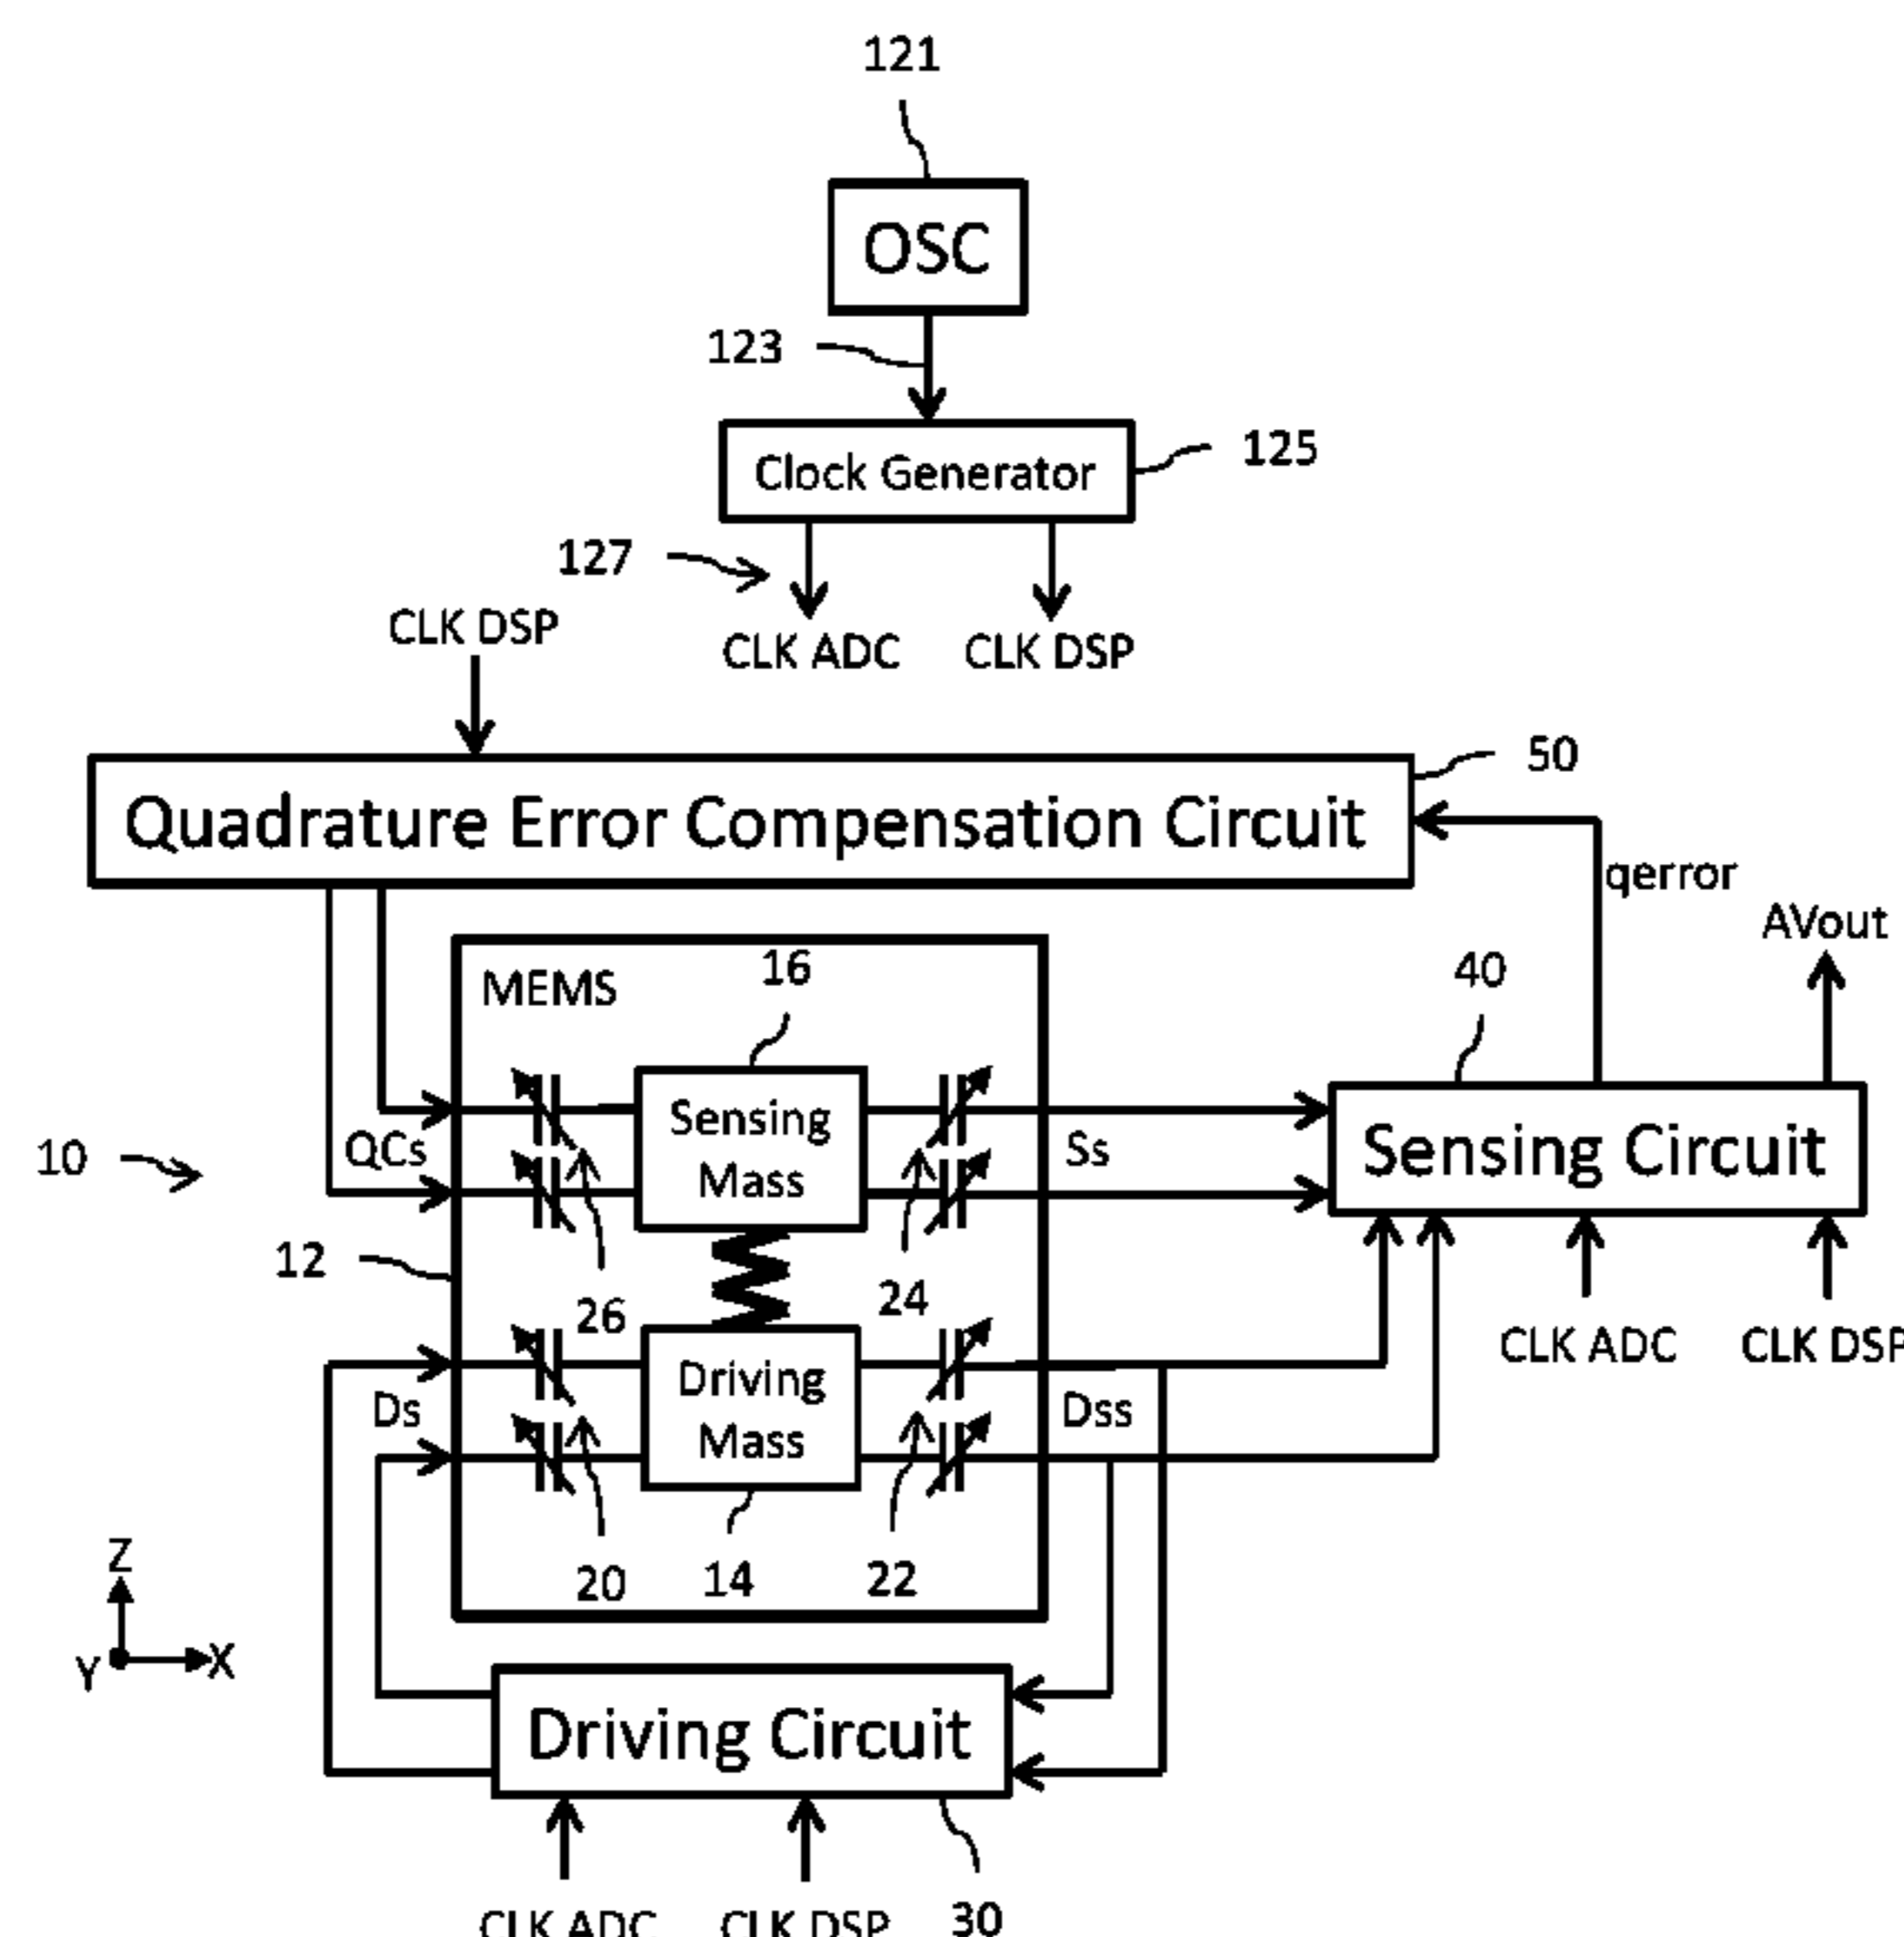 121
OSC
123
Clock Generator
125
127
CLK ADC
CLK DSP
CLK DSP
50
Quadrature Error Compensation Circuit
qerror
AVout
MEMS
16
40
Sensing
Mass
10
QCs
Ss
Sensing Circuit
12
26
24
CLK ADC
CLK DSP
Ds
Driving
Mass
Dss
20
14
22
Z
Y
X
Driving Circuit
CLK ADC
CLK DSP
30